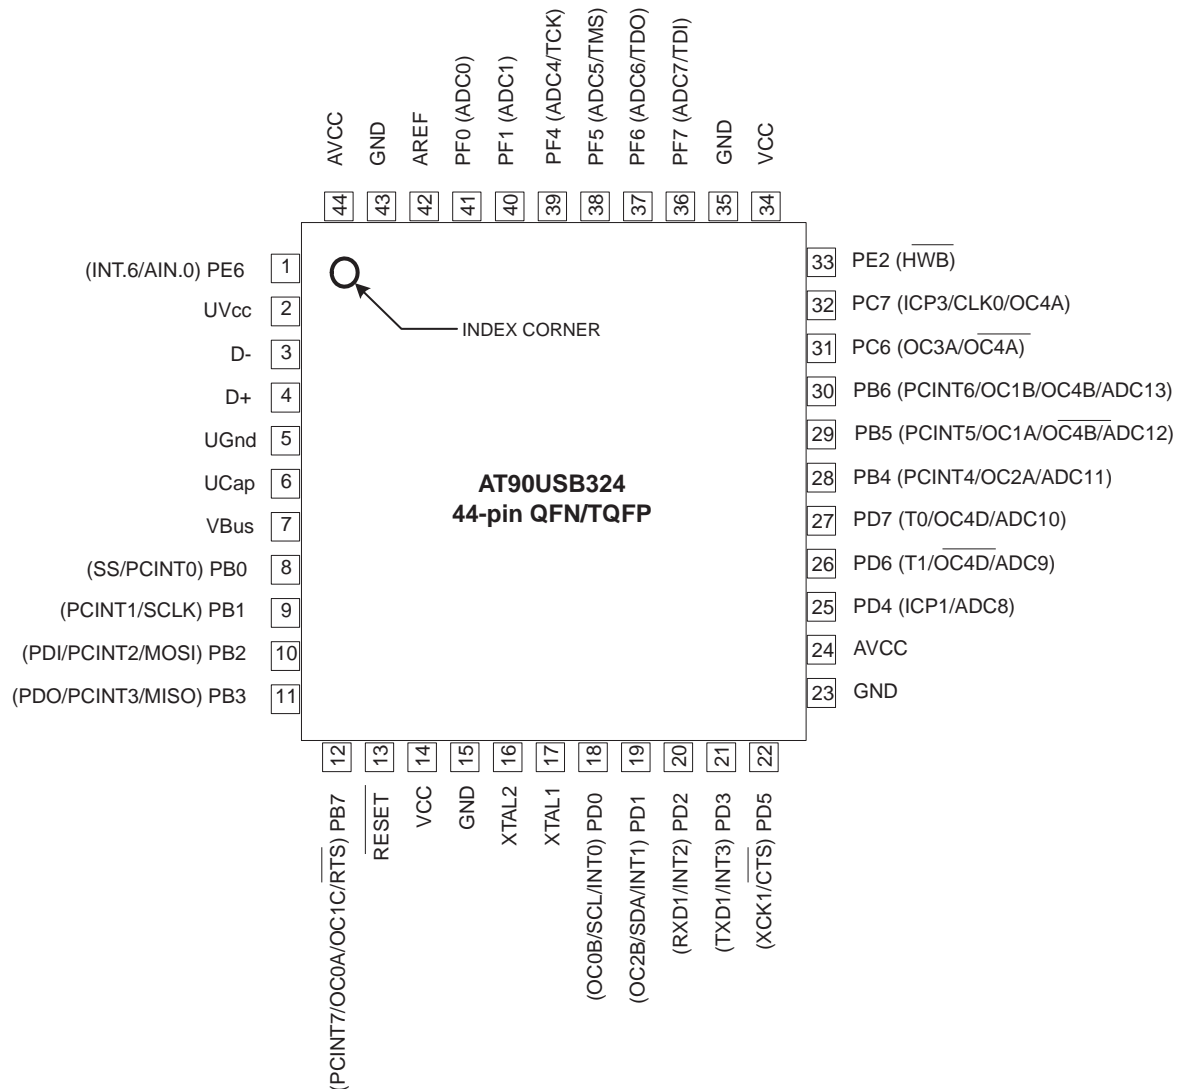 AVCC
GND
AREF
PF0 (ADC0)
PF1 (ADC1)
PF4 (ADC4/TCK)
PF5 (ADC5/TMS)
PF6 (ADC6/TDO)
PF7 (ADC7/TDI)
GND
VCC
44
43
42
41
40
39
38
37
36
35
34
(INT.6/AIN.0) PE6 1
UVcc 2
D- 3
D+ 4
UGnd 5
UCap 6
VBus 7
(SS/PCINT0) PB0 8
(PCINT1/SCLK) PB1 9
(PDI/PCINT2/MOSI) PB2 10
(PDO/PCINT3/MISO) PB3 11
INDEX CORNER
AT90USB324
44-pin QFN/TQFP
33 PE2 (HWB)
32 PC7 (ICP3/CLK0/OC4A)
31 PC6 (OC3A/OC4A)
30 PB6 (PCINT6/OC1B/OC4B/ADC13)
29 PB5 (PCINT5/OC1A/OC4B/ADC12)
28 PB4 (PCINT4/OC2A/ADC11)
27 PD7 (T0/OC4D/ADC10)
26 PD6 (T1/OC4D/ADC9)
25 PD4 (ICP1/ADC8)
24 AVCC
23 GND
12
13
14
15
16
17
18
19
20
21
22
(PCINT7/OC0A/OC1C/RTS) PB7
RESET
VCC
GND
XTAL2
XTAL1
(OC0B/SCL/INT0) PD0
(OC2B/SDA/INT1) PD1
(RXD1/INT2) PD2
(TXD1/INT3) PD3
(XCK1/CTS) PD5